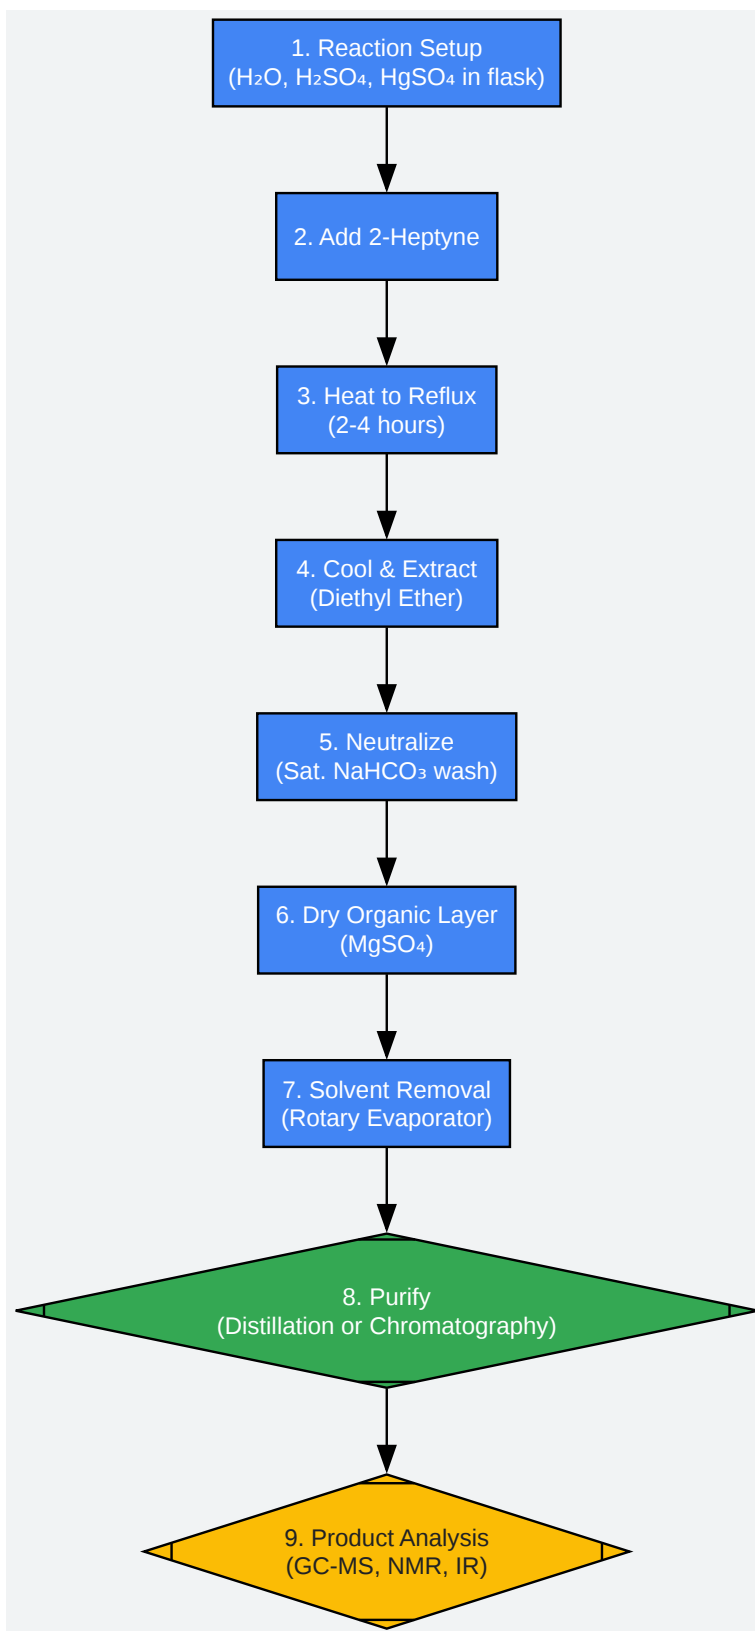 1. Reaction Setup
(H₂O, H₂SO₄, HgSO₄ in flask)
2. Add 2-Heptyne
3. Heat to Reflux
(2-4 hours)
4. Cool & Extract
(Diethyl Ether)
5. Neutralize
(Sat. NaHCO₃ wash)
6. Dry Organic Layer
(MgSO₄)
7. Solvent Removal
(Rotary Evaporator)
8. Purify
(Distillation or Chromatography)
9. Product Analysis
(GC-MS, NMR, IR)